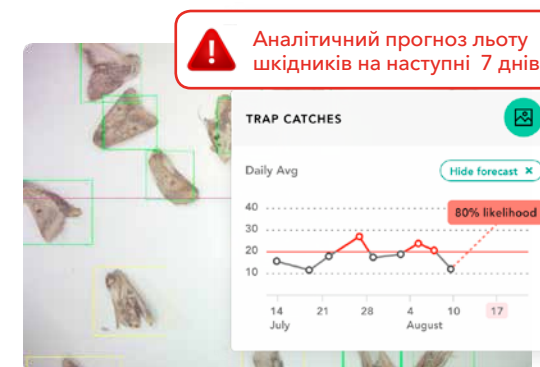 Аналітичний прогноз льоту
шкідників на наступні 7 днів
TRAP CATCHES
Daily Avg
Hide forecast ×
40
80% likelihood
30
20
10
14 21 28 4 10 17
July August